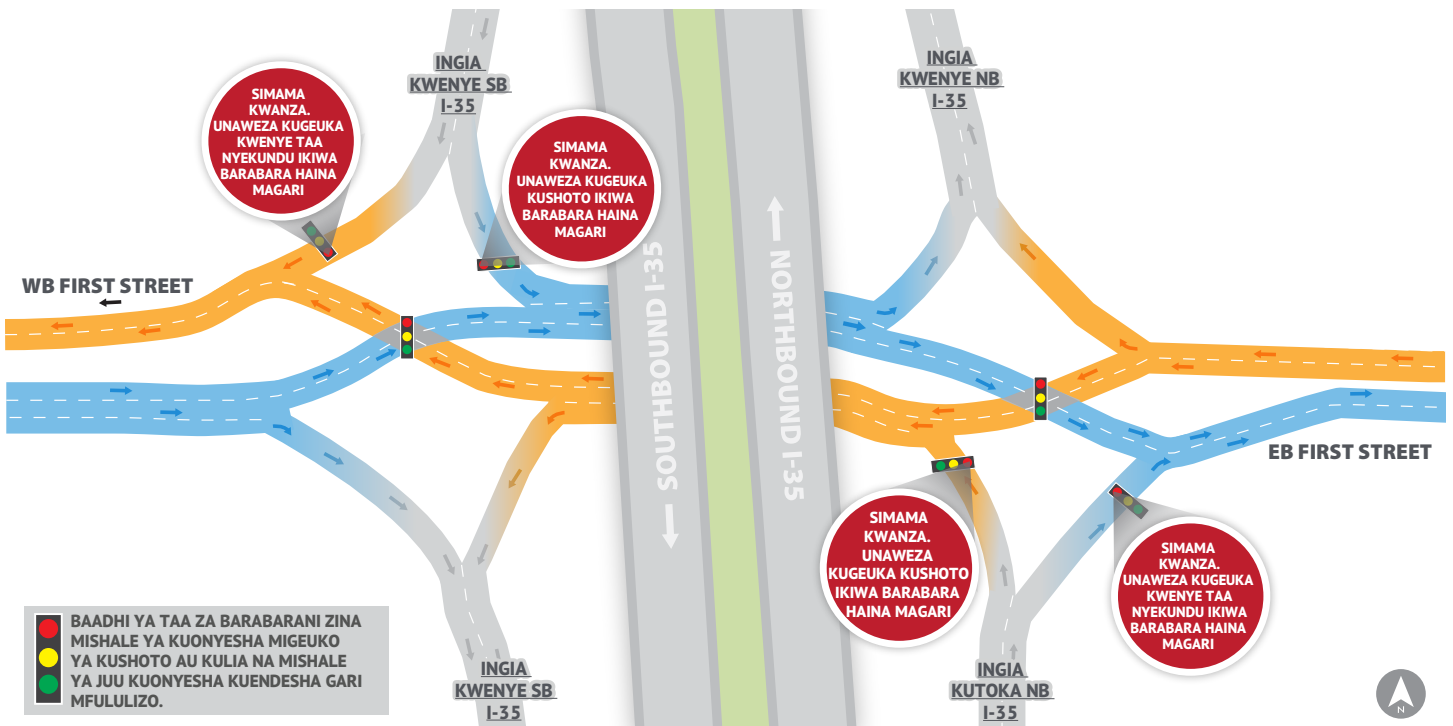 INGIA
KWENYE SB
I-35
INGIA
KWENYE NB
I-35
SIMAMA
KWANZA.
UNAWEZA KUGEUKA
KWENYE TAA
NYEKUNDU IKIWA
BARABARA HAINA
MAGARI
SIMAMA
KWANZA.
UNAWEZA KUGEUKA
KUSHOTO IKIWA
BARABARA HAINA
MAGARI
WB FIRST STREET
SOUTHBOUND I-35
NORTHBOUND I-35
EB FIRST STREET
SIMAMA
KWANZA.
UNAWEZA
KUGEUKA KUSHOTO
IKIWA BARABARA
HAINA MAGARI
SIMAMA
KWANZA.
UNAWEZA KUGEUKA
KWENYE TAA
NYEKUNDU IKIWA
BARABARA HAINA
MAGARI
BAADHI YA TAA ZA BARABARANI ZINA
MISHALE YA KUONYESHA MIGEUKO
YA KUSHOTO AU KULIA NA MISHALE
YA JUU KUONYESHA KUENDESHA GARI
MFULULIZO.
INGIA
KWENYE SB
I-35
INGIA
KUTOKA NB
I-35
N